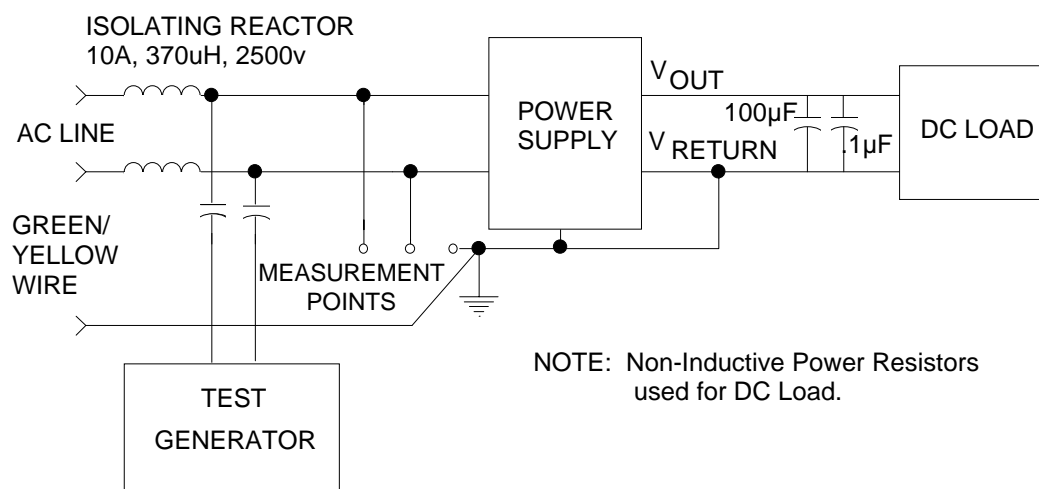 ISOLATING REACTOR
10A, 370uH, 2500v
AC LINE
GREEN/
YELLOW
WIRE
MEASUREMENT
POINTS
TEST
GENERATOR
POWER
SUPPLY
VOUT
VRETURN
100µF
.1µF
DC LOAD
NOTE: Non-Inductive Power Resistors
used for DC Load.